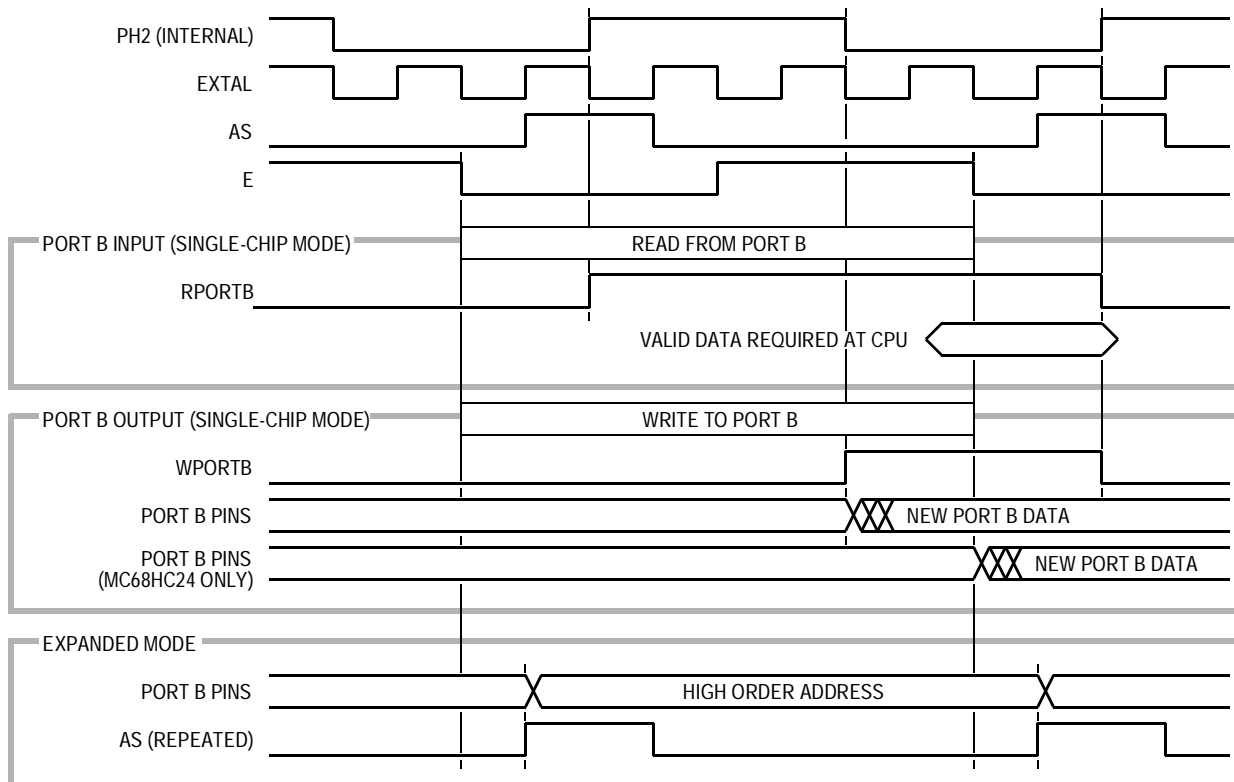 PH2 (INTERNAL)
EXTAL
AS
E
PORT B INPUT (SINGLE-CHIP MODE)
READ FROM PORT B
RPORTB
VALID DATA REQUIRED AT CPU
PORT B OUTPUT (SINGLE-CHIP MODE)
WRITE TO PORT B
WPORTB
PORT B PINS
NEW PORT B DATA
PORT B PINS
(MC68HC24 ONLY)
NEW PORT B DATA
EXPANDED MODE
PORT B PINS
HIGH ORDER ADDRESS
AS (REPEATED)